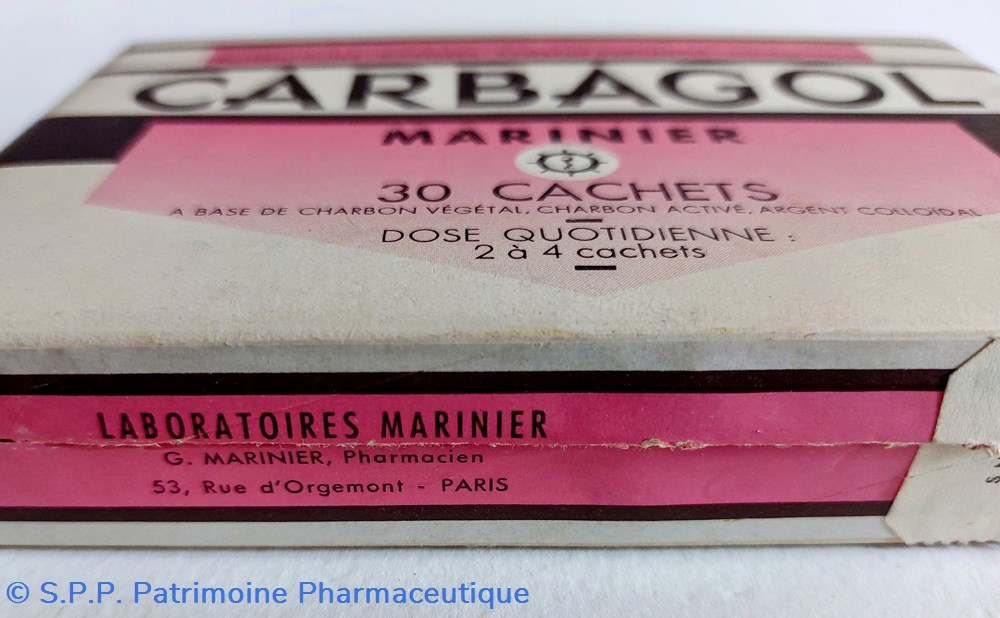 CARBAGOL
MARINIER
30 CACHETS
A BASE DE CHARBON VÉGÉTAL, CHARBON ACTIVÉ, ARGENT COLLOÏDAL
DOSE QUOTIDIENNE :
2 à 4 cachets
LABORATOIRES MARINIER
G. MARINIER, Pharmacien
53, Rue d'Orgemont - PARIS
© S.P.P. Patrimoine Pharmaceutique